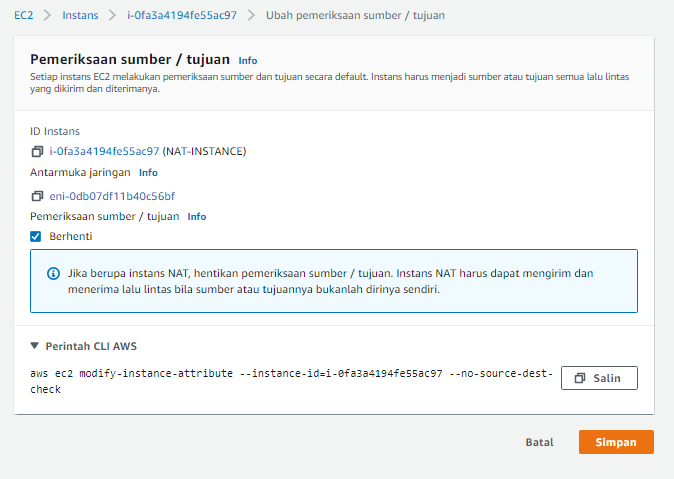 EC2 > Instans > i-0fa3a4194fe55ac97 > Ubah pemeriksaan sumber / tujuan
Pemeriksaan sumber / tujuan Info
Setiap instans EC2 melakukan pemeriksaan sumber dan tujuan secara default. Instans harus menjadi sumber atau tujuan semua lalu lintas
yang dikirim dan diterimanya.
ID Instans
i-0fa3a4194fe55ac97 (NAT-INSTANCE)
Antarmuka jaringan Info
eni-0db07df11b40c56bf
Pemeriksaan sumber / tujuan Info
Berhenti
Jika berupa instans NAT, hentikan pemeriksaan sumber / tujuan. Instans NAT harus dapat mengirim dan
menerima lalu lintas bila sumber atau tujuannya bukanlah dirinya sendiri.
Perintah CLI AWS
aws ec2 modify-instance-attribute --instance-id=i-0fa3a4194fe55ac97 --no-source-dest-
check
Salin
Batal Simpan